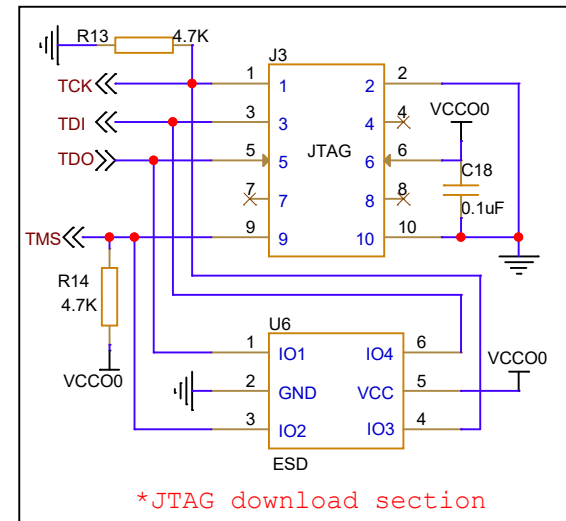 R13 4.7K
J3
TCK 1 1 2 2
VCCO0
TDI 3 3 4 4
TDO 5 5 JTAG 6 6
C18
7 7 8 8
0.1uF
TMS 9 9 10 10
R14
4.7K
U6
VCCO0
1 IO1 IO4 6
VCCO0
2 GND VCC 5
3 IO2 IO3 4
ESD
*JTAG download section